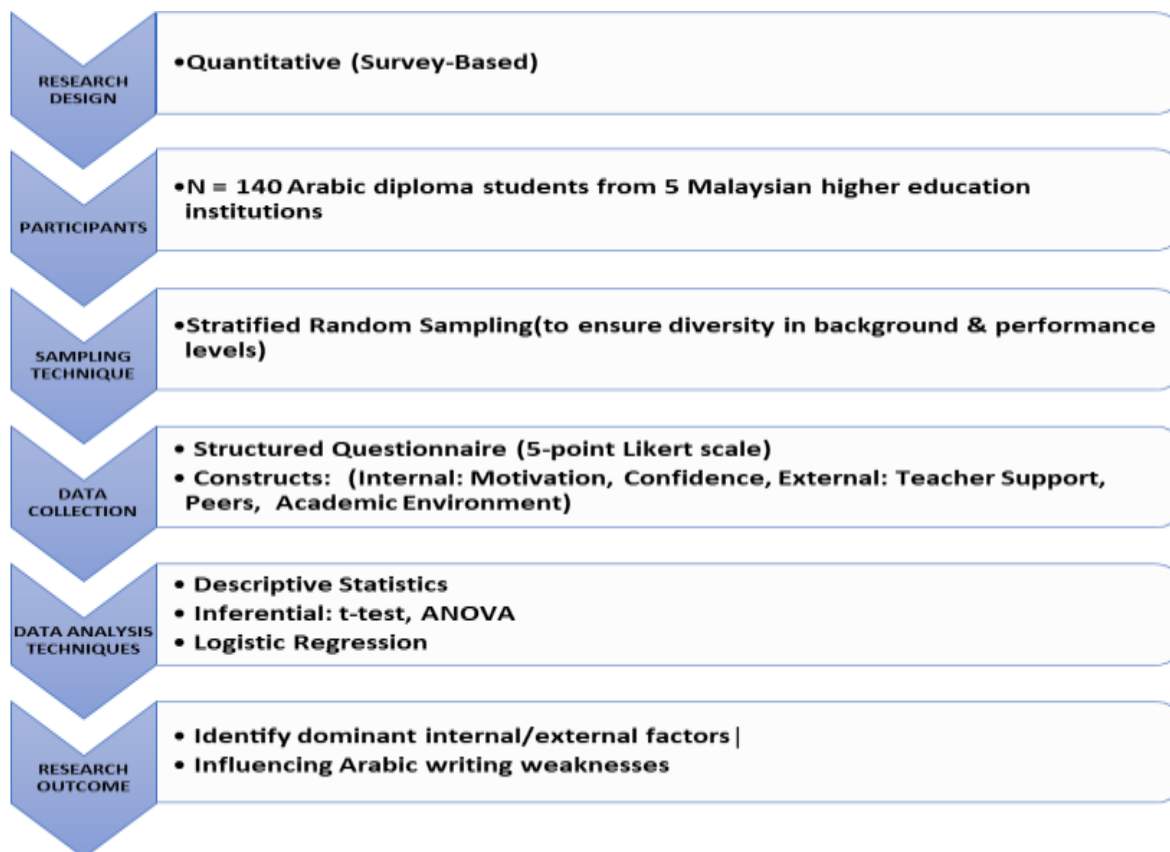 RESEARCH
DESIGN
•Quantitative (Survey-Based)
PARTICIPANTS
•N = 140 Arabic diploma students from 5 Malaysian higher education
institutions
SAMPLING
TECHNIQUE
•Stratified Random Sampling(to ensure diversity in background & performance
levels)
DATA
COLLECTION
• Structured Questionnaire (5-point Likert scale)
• Constructs: (Internal: Motivation, Confidence, External: Teacher Support,
Peers, Academic Environment)
DATA ANALYSIS
TECHNIQUES
• Descriptive Statistics
• Inferential: t-test, ANOVA
• Logistic Regression
RESEARCH
OUTCOME
• Identify dominant internal/external factors|
• Influencing Arabic writing weaknesses